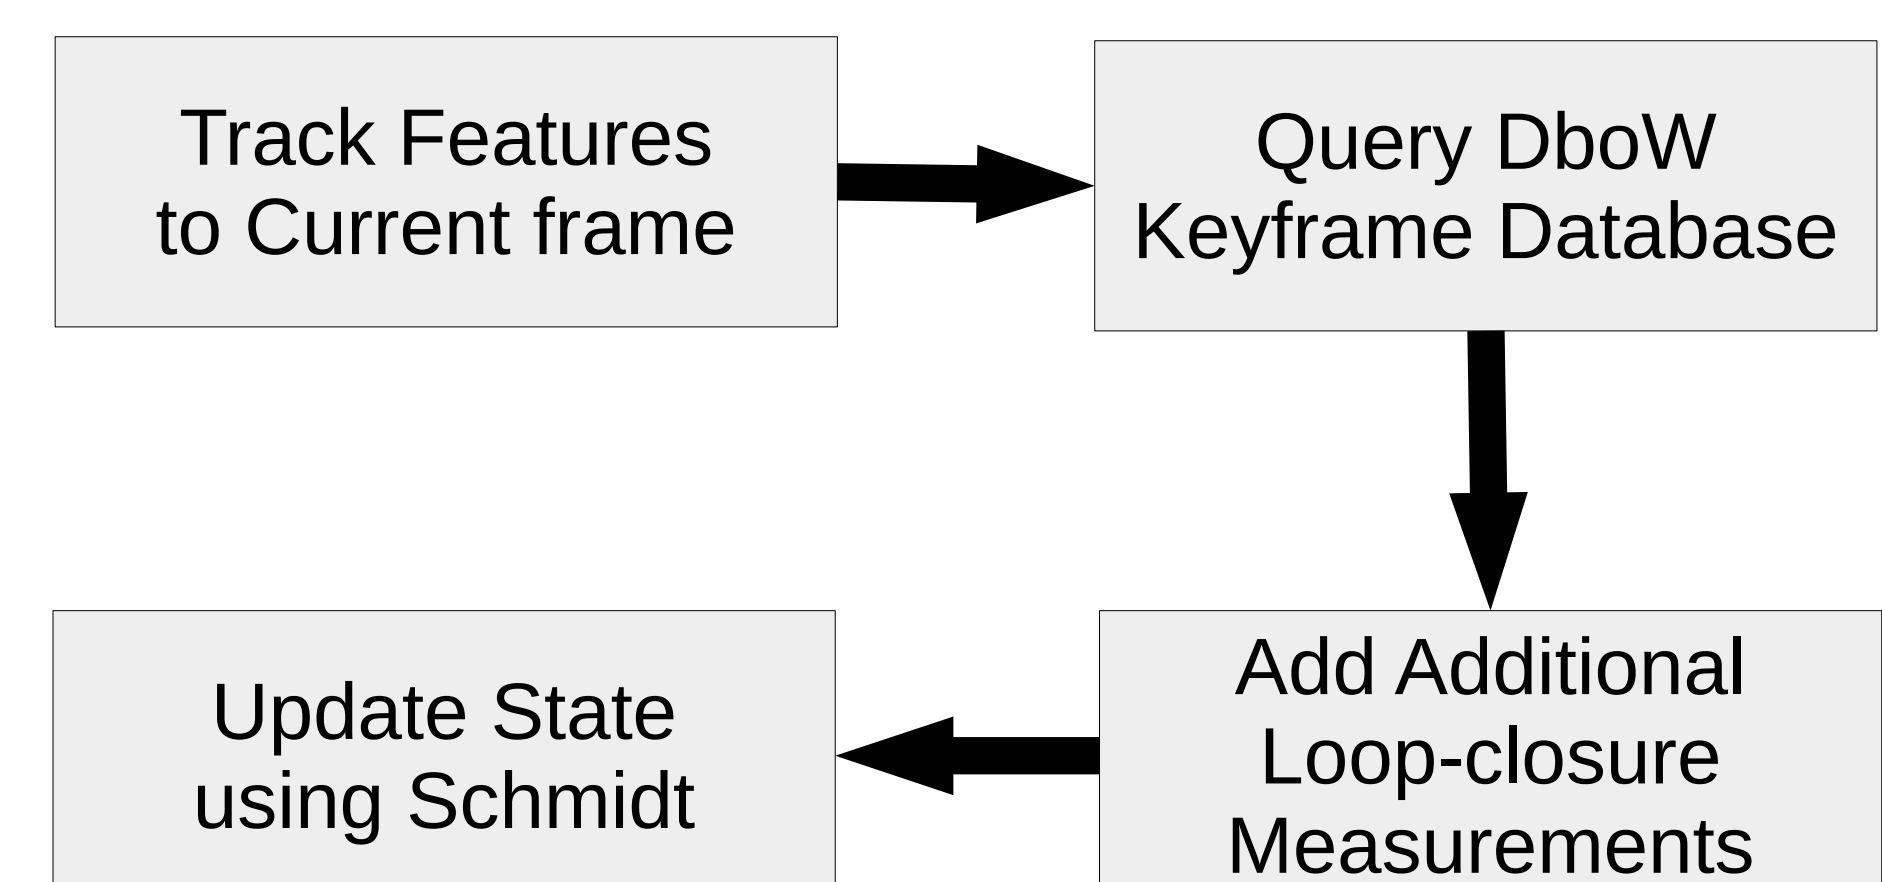 Track Features
to Current frame
Query DboW
Keyframe Database
Add Additional
Loop-closure
Measurements
Update State
using Schmidt